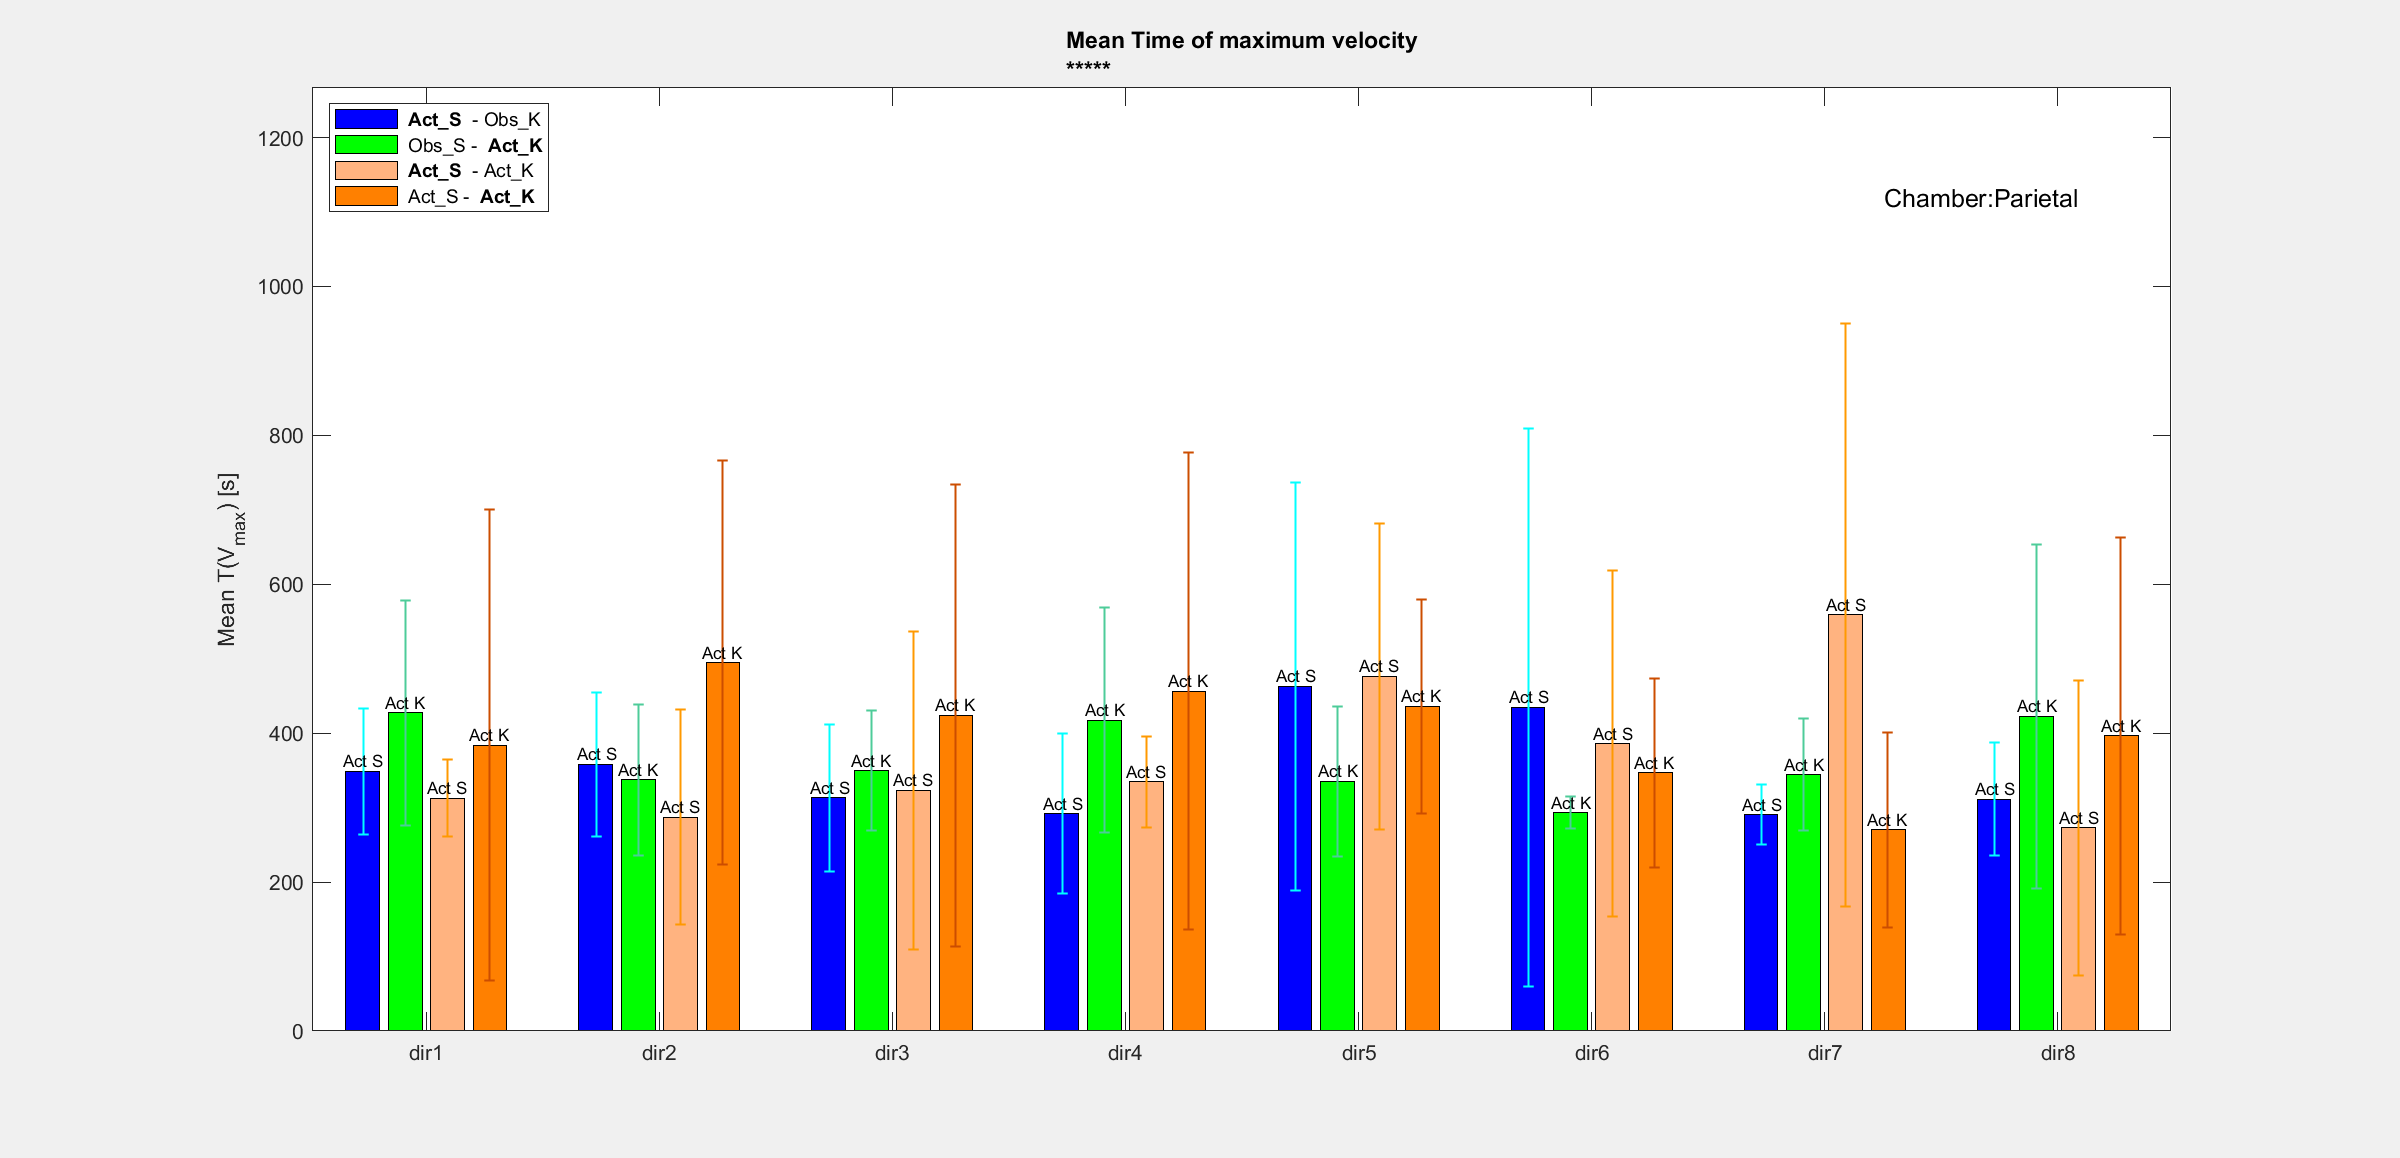 Mean Time of maximum velocity
*****
Act_S - Obs_K
Obs_S - Act_K
Act_S - Act_K
Act_S - Act_K
Chamber:Parietal
Mean T(Vmax) [s]
1200
1000
800
600
400
200
0
Act S
Act K
Act S
Act K
Act S
Act K
Act S
Act K
Act S
Act K
Act S
Act K
Act S
Act K
Act S
Act K
Act S
Act K
Act S
Act K
Act S
Act K
Act S
Act K
Act S
Act K
Act S
Act K
Act S
Act K
Act S
Act K
dir1
dir2
dir3
dir4
dir5
dir6
dir7
dir8